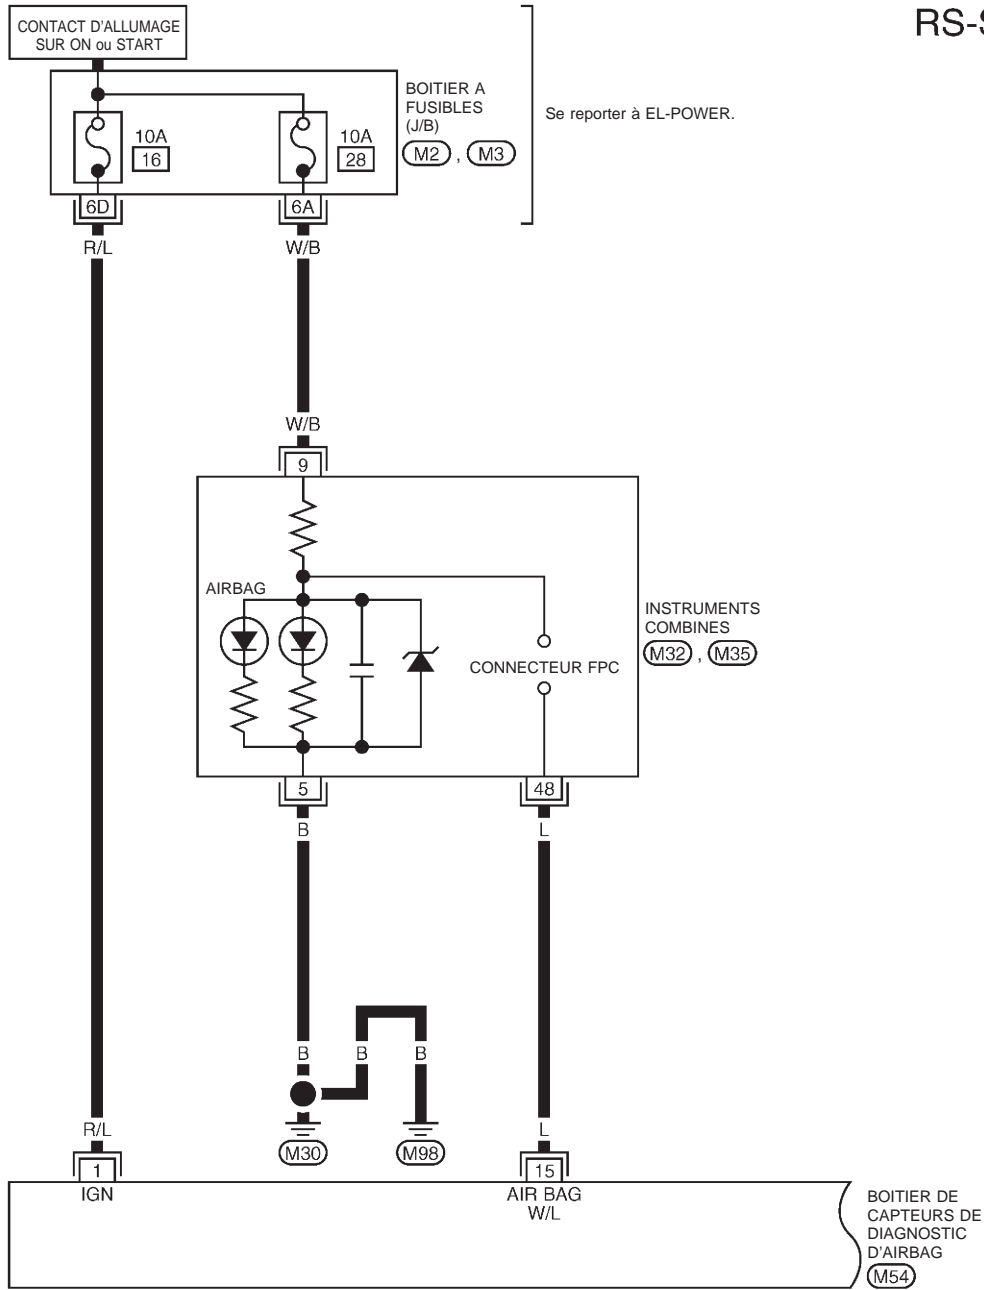 RS-S
CONTACT D'ALLUMAGE
SUR ON ou START
BOITIER A
FUSIBLES
(J/B)
M2 , M3
Se reporter à EL-POWER.
10A
16
10A
28
6D
6A
R/L
W/B
W/B
9
AIRBAG
CONNECTEUR FPC
INSTRUMENTS
COMBINES
M32 , M35
5
48
B
L
B
B
B
R/L
L
M30
M98
1
15
IGN
AIR BAG
W/L
BOITIER DE
CAPTEURS DE
DIAGNOSTIC
D'AIRBAG
M54